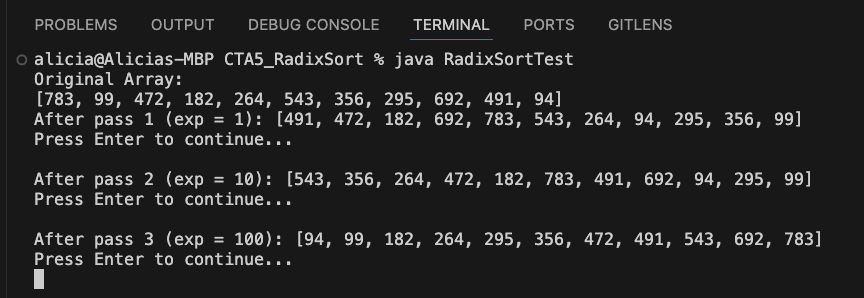 PROBLEMS OUTPUT DEBUG CONSOLE TERMINAL PORTS GITLENS
alicia@Alicias-MBP CTA5_RadixSort % java RadixSortTest
Original Array:
[783, 99, 472, 182, 264, 543, 356, 295, 692, 491, 94]
After pass 1 (exp = 1): [491, 472, 182, 692, 783, 543, 264, 94, 295, 356, 99]
Press Enter to continue...
After pass 2 (exp = 10): [543, 356, 264, 472, 182, 783, 491, 692, 94, 295, 99]
Press Enter to continue...
After pass 3 (exp = 100): [94, 99, 182, 264, 295, 356, 472, 491, 543, 692, 783]
Press Enter to continue...